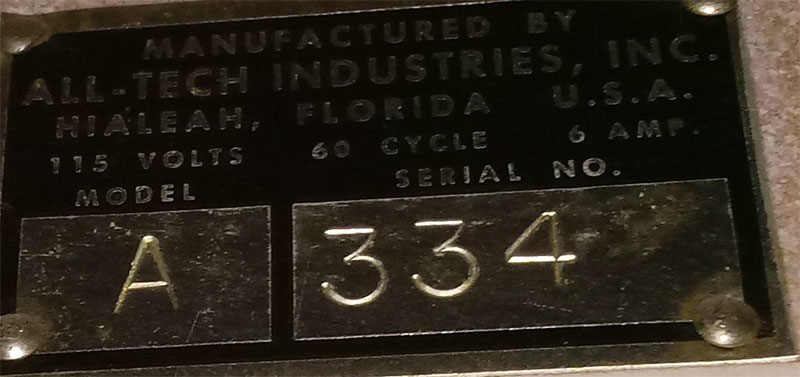 MANUFACTURED BY
ALL-TECH INDUSTRIES, INC.
HIALEAH, FLORIDA U.S.A.
115 VOLTS 60 CYCLE 6 AMP.
MODEL SERIAL NO.
A 334